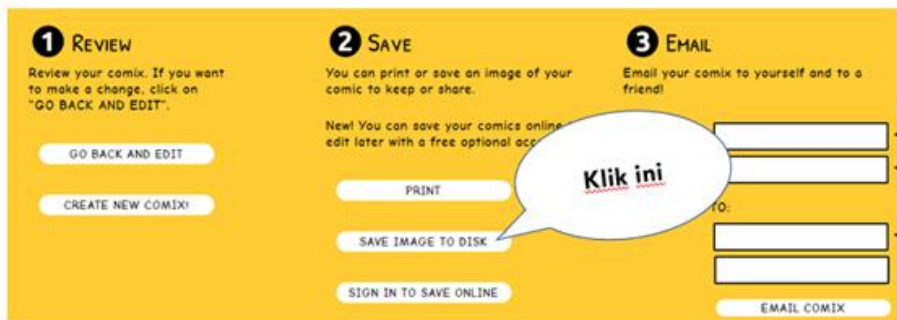 1 REVIEW
Review your comix. If you want
to make a change, click on
"GO BACK AND EDIT".
GO BACK AND EDIT
CREATE NEW COMIX!
2 SAVE
You can print or save an image of your
comic to keep or share.
New! You can save your comics online
edit later with a free optional
PRINT
SAVE IMAGE TO DISK
SIGN IN TO SAVE ONLINE
Klik ini
3 EMAIL
Email your comix to yourself and to a
friend!
TO:
EMAIL COMIX